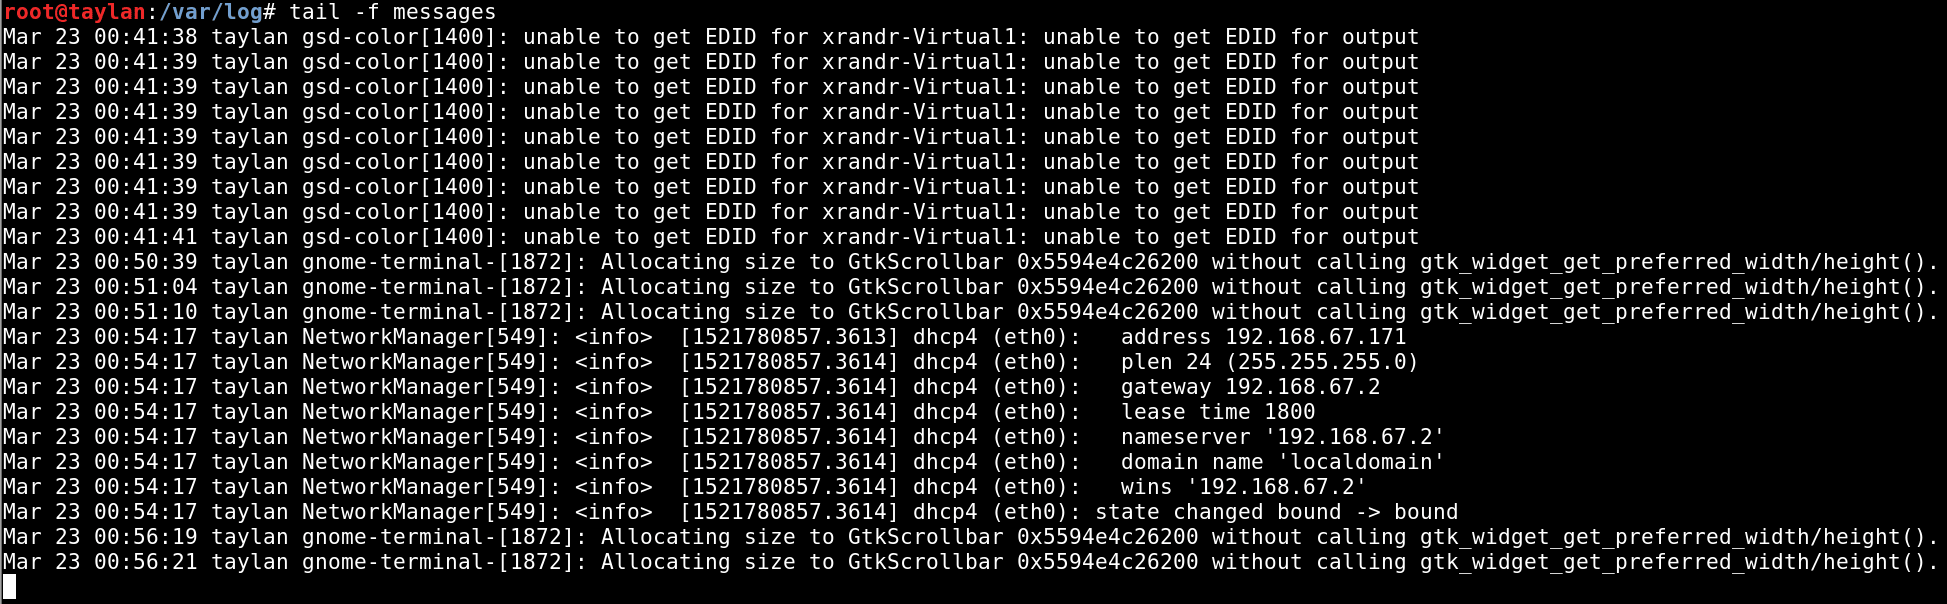 root@taylan:/var/log# tail -f messages
Mar 23 00:41:38 taylan gsd-color[1400]: unable to get EDID for xrandr-Virtual1: unable to get EDID for output
Mar 23 00:41:39 taylan gsd-color[1400]: unable to get EDID for xrandr-Virtual1: unable to get EDID for output
Mar 23 00:41:39 taylan gsd-color[1400]: unable to get EDID for xrandr-Virtual1: unable to get EDID for output
Mar 23 00:41:39 taylan gsd-color[1400]: unable to get EDID for xrandr-Virtual1: unable to get EDID for output
Mar 23 00:41:39 taylan gsd-color[1400]: unable to get EDID for xrandr-Virtual1: unable to get EDID for output
Mar 23 00:41:39 taylan gsd-color[1400]: unable to get EDID for xrandr-Virtual1: unable to get EDID for output
Mar 23 00:41:39 taylan gsd-color[1400]: unable to get EDID for xrandr-Virtual1: unable to get EDID for output
Mar 23 00:41:39 taylan gsd-color[1400]: unable to get EDID for xrandr-Virtual1: unable to get EDID for output
Mar 23 00:41:41 taylan gsd-color[1400]: unable to get EDID for xrandr-Virtual1: unable to get EDID for output
Mar 23 00:50:39 taylan gnome-terminal-[1872]: Allocating size to GtkScrollbar 0x5594e4c26200 without calling gtk_widget_get_preferred_width/height().
Mar 23 00:51:04 taylan gnome-terminal-[1872]: Allocating size to GtkScrollbar 0x5594e4c26200 without calling gtk_widget_get_preferred_width/height().
Mar 23 00:51:10 taylan gnome-terminal-[1872]: Allocating size to GtkScrollbar 0x5594e4c26200 without calling gtk_widget_get_preferred_width/height().
Mar 23 00:54:17 taylan NetworkManager[549]: <info>  [1521780857.3613] dhcp4 (eth0):   address 192.168.67.171
Mar 23 00:54:17 taylan NetworkManager[549]: <info>  [1521780857.3614] dhcp4 (eth0):   plen 24 (255.255.255.0)
Mar 23 00:54:17 taylan NetworkManager[549]: <info>  [1521780857.3614] dhcp4 (eth0):   gateway 192.168.67.2
Mar 23 00:54:17 taylan NetworkManager[549]: <info>  [1521780857.3614] dhcp4 (eth0):   lease time 1800
Mar 23 00:54:17 taylan NetworkManager[549]: <info>  [1521780857.3614] dhcp4 (eth0):   nameserver '192.168.67.2'
Mar 23 00:54:17 taylan NetworkManager[549]: <info>  [1521780857.3614] dhcp4 (eth0):   domain name 'localdomain'
Mar 23 00:54:17 taylan NetworkManager[549]: <info>  [1521780857.3614] dhcp4 (eth0):   wins '192.168.67.2'
Mar 23 00:54:17 taylan NetworkManager[549]: <info>  [1521780857.3614] dhcp4 (eth0): state changed bound -> bound
Mar 23 00:56:19 taylan gnome-terminal-[1872]: Allocating size to GtkScrollbar 0x5594e4c26200 without calling gtk_widget_get_preferred_width/height().
Mar 23 00:56:21 taylan gnome-terminal-[1872]: Allocating size to GtkScrollbar 0x5594e4c26200 without calling gtk_widget_get_preferred_width/height().